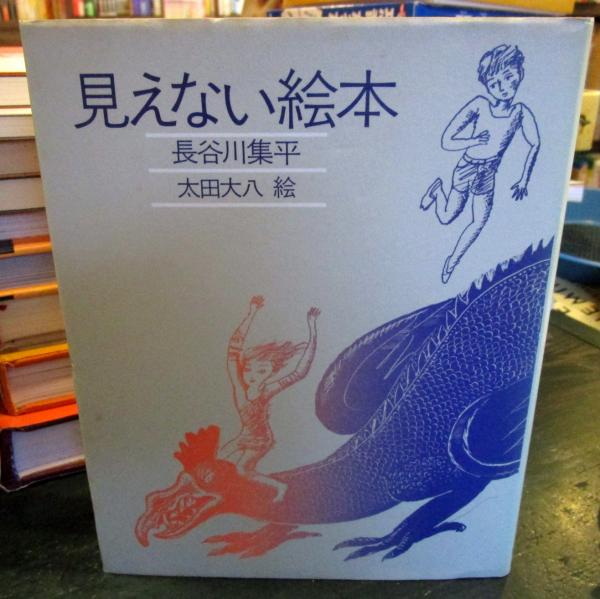 見えない絵本
長谷川集平
太田大八 絵